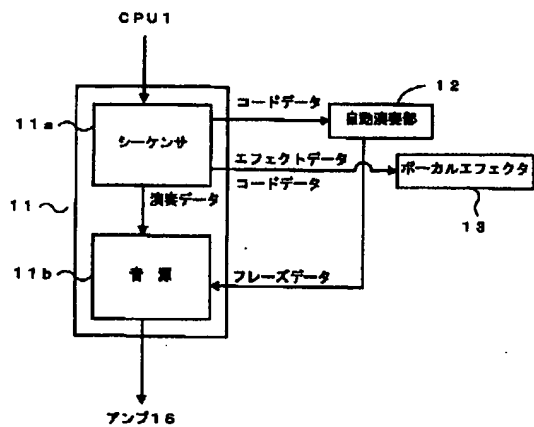 CPU1
11a
シーケンサ
コードデータ
12
自動演奏部
エフェクトデータ
コードデータ
ボーカルエフェクタ
13
11
演奏データ
11b
音 源
フレーズデータ
アンプ16